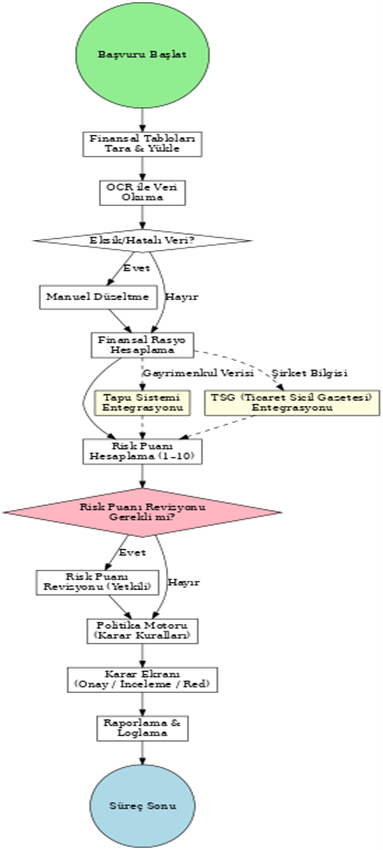 Başvuru Başlat
Finansal Tabloları
Tara & Yükle
OCR ile Veri
Okuma
Eksik/Hatalı Veri?
Evet
Manuel Düzeltme
Hayır
Finansal Rasyo
Hesaplama
Gayrimenkul Verisi
Şirket Bilgisi
Tapu Sistemi
Entegrasyonu
TSG (Ticaret Sicil Gazetesi)
Entegrasyonu
Risk Puanı
Hesaplama (1-10)
Risk Puanı Revizyonu
Gerekli mi?
Evet
Risk Puanı
Revizyonu (Yetkili)
Hayır
Politika Motoru
(Karar Kuralları)
Karar Ekranı
(Onay / İnceleme / Red)
Raporlama &
Loglama
Süreç Sonu